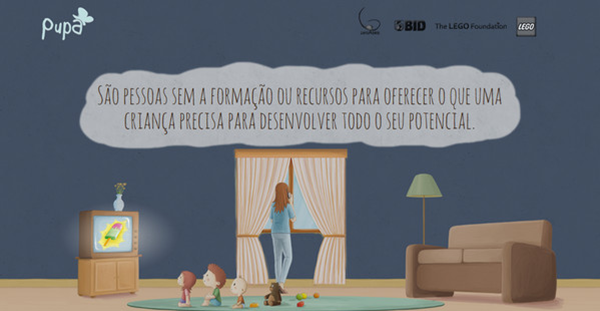 Pupa
BID
The LEGO Foundation
LEGO
SÃO PESSOAS SEM A FORMAÇÃO OU RECURSOS PARA OFERECER O QUE UMA
CRIANÇA PRECISA PARA DESENVOLVER TODO O SEU POTENCIAL.